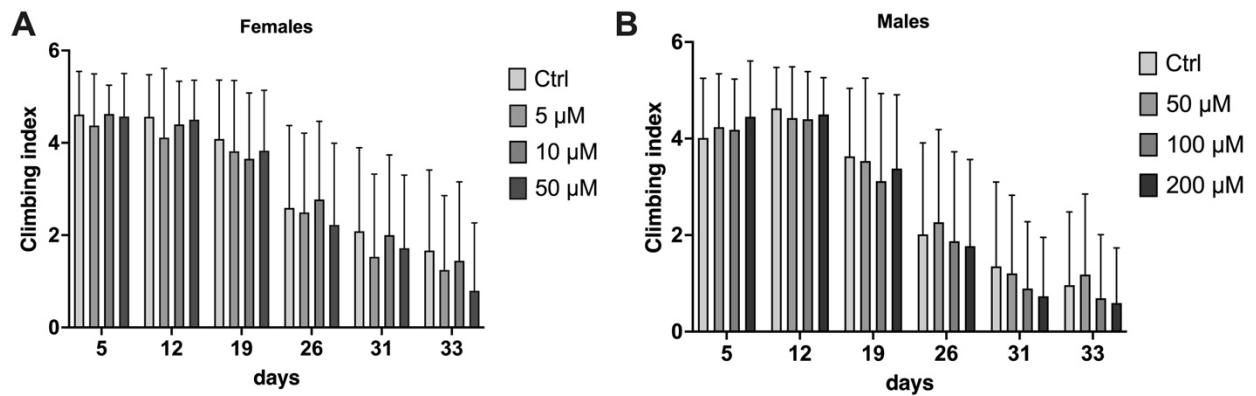 A
Females
Climbing index
6
4
2
0
5 12 19 26 31 33
days
Ctrl
5 µM
10 µM
50 µM
B
Males
Climbing index
6
4
2
0
5 12 19 26 31 33
days
Ctrl
50 µM
100 µM
200 µM